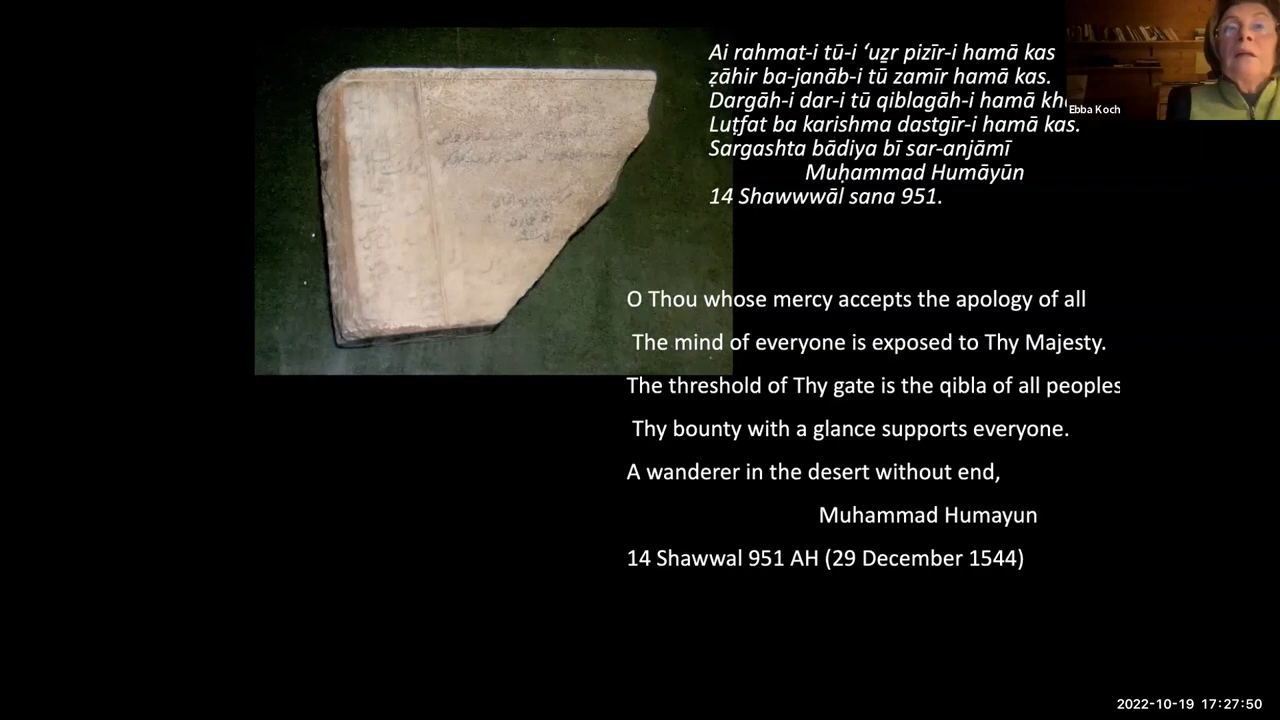 Ai rahmat-i tū-i ‘uẕr pizīr-i hamā kas
ẓāhir ba-janāb-i tū zamīr hamā kas.
Dargāh-i dar-i tū qiblagāh-i hamā
Luṭfat ba karishma dastgīr-i hamā kas.
Sargashta bādiya bī sar-anjāmī
Muḥammad Humāyūn
14 Shawwwāl sana 951.
Ebba Koch
O Thou whose mercy accepts the apology of all
The mind of everyone is exposed to Thy Majesty.
The threshold of Thy gate is the qibla of all peoples
Thy bounty with a glance supports everyone.
A wanderer in the desert without end,
Muhammad Humayun
14 Shawwal 951 AH (29 December 1544)
2022-10-19 17:27:50